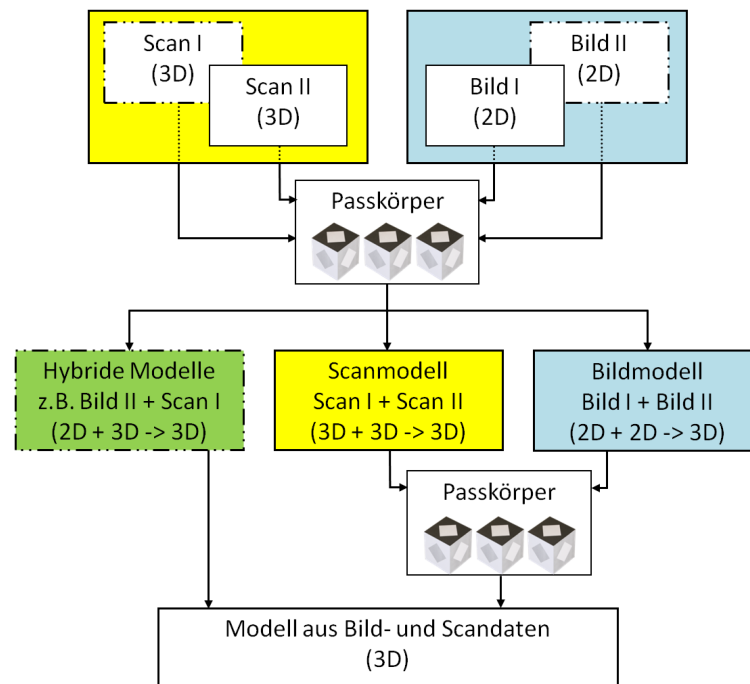 Scan I
(3D)
Scan II
(3D)
Bild II
(2D)
Bild I
(2D)
Passkörper
Hybride Modelle
z.B. Bild II + Scan I
(2D + 3D -> 3D)
Scanmodell
Scan I + Scan II
(3D + 3D -> 3D)
Bildmodell
Bild I + Bild II
(2D + 2D -> 3D)
Passkörper
Modell aus Bild- und Scandaten
(3D)